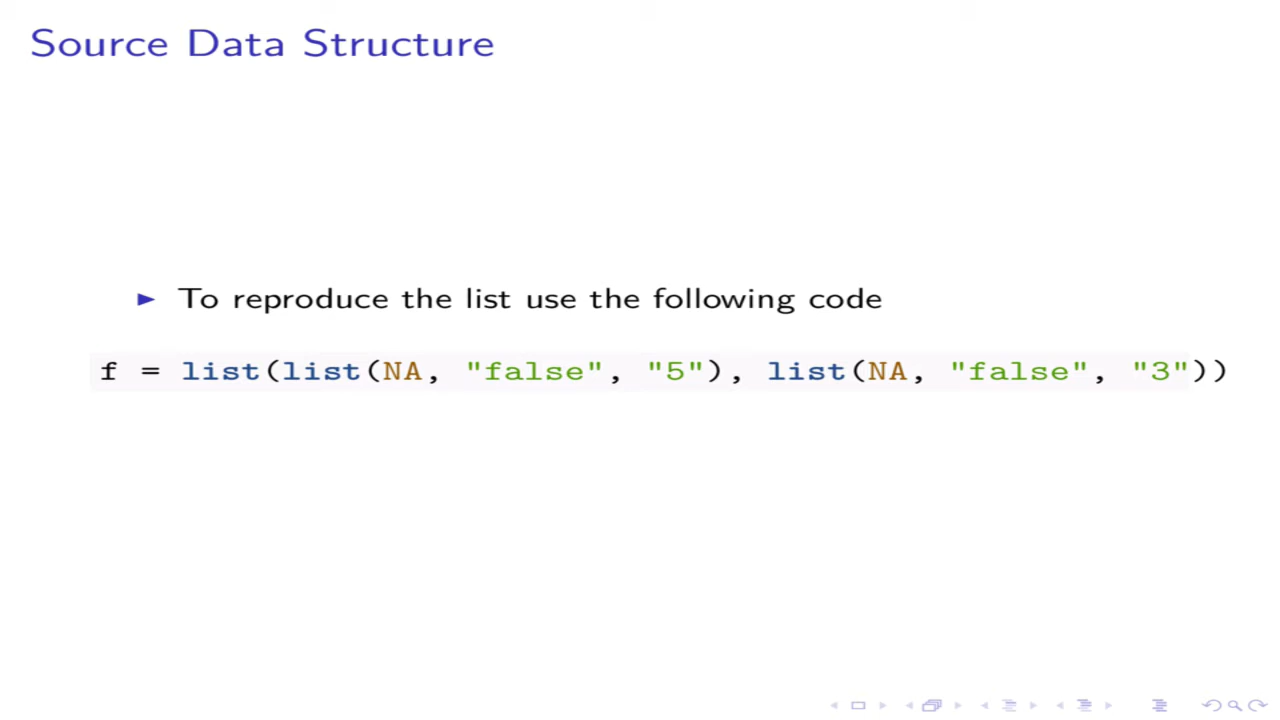 Source Data Structure
To reproduce the list use the following code
f = list(list(NA, "false", "5"), list(NA, "false", "3"))